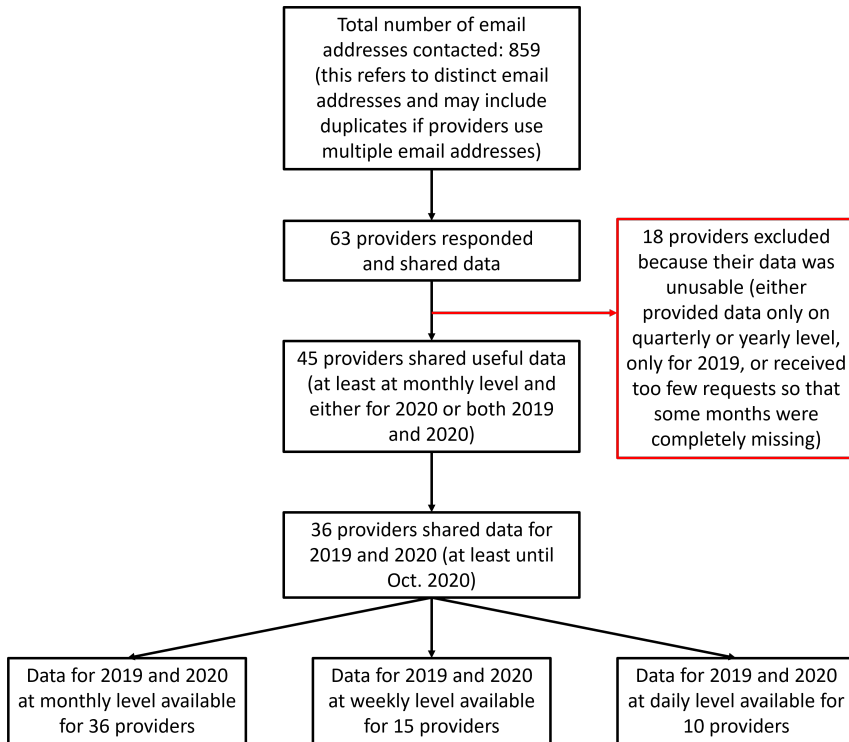 Total number of email
addresses contacted: 859
(this refers to distinct email
addresses and may include
duplicates if providers use
multiple email addresses)
63 providers responded
and shared data
18 providers excluded
because their data was
unusable (either
provided data only on
quarterly or yearly level,
only for 2019, or received
too few requests so that
some months were
completely missing)
45 providers shared useful data
(at least at monthly level and
either for 2020 or both 2019
and 2020)
36 providers shared data for
2019 and 2020 (at least until
Oct. 2020)
Data for 2019 and 2020
at monthly level available
for 36 providers
Data for 2019 and 2020
at weekly level available
for 15 providers
Data for 2019 and 2020
at daily level available for
10 providers